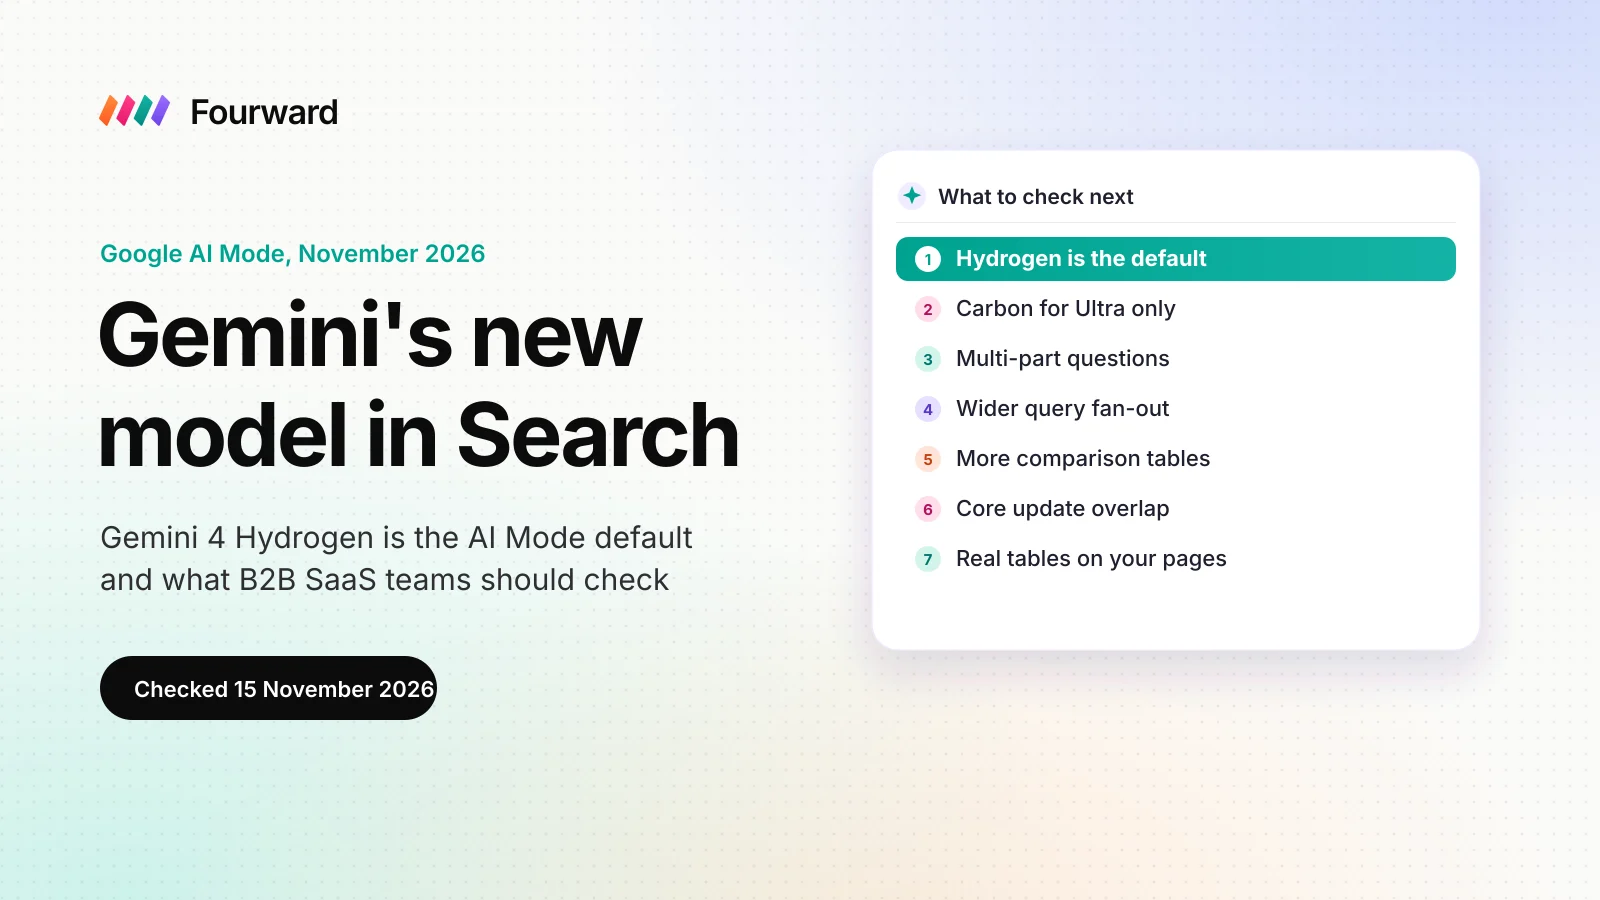 Fourward
Google AI Mode, November 2026
Gemini's new
model in Search
Gemini 4 Hydrogen is the AI Mode default
and what B2B SaaS teams should check
Checked 15 November 2026
What to check next
1 Hydrogen is the default
2 Carbon for Ultra only
3 Multi-part questions
4 Wider query fan-out
5 More comparison tables
6 Core update overlap
7 Real tables on your pages